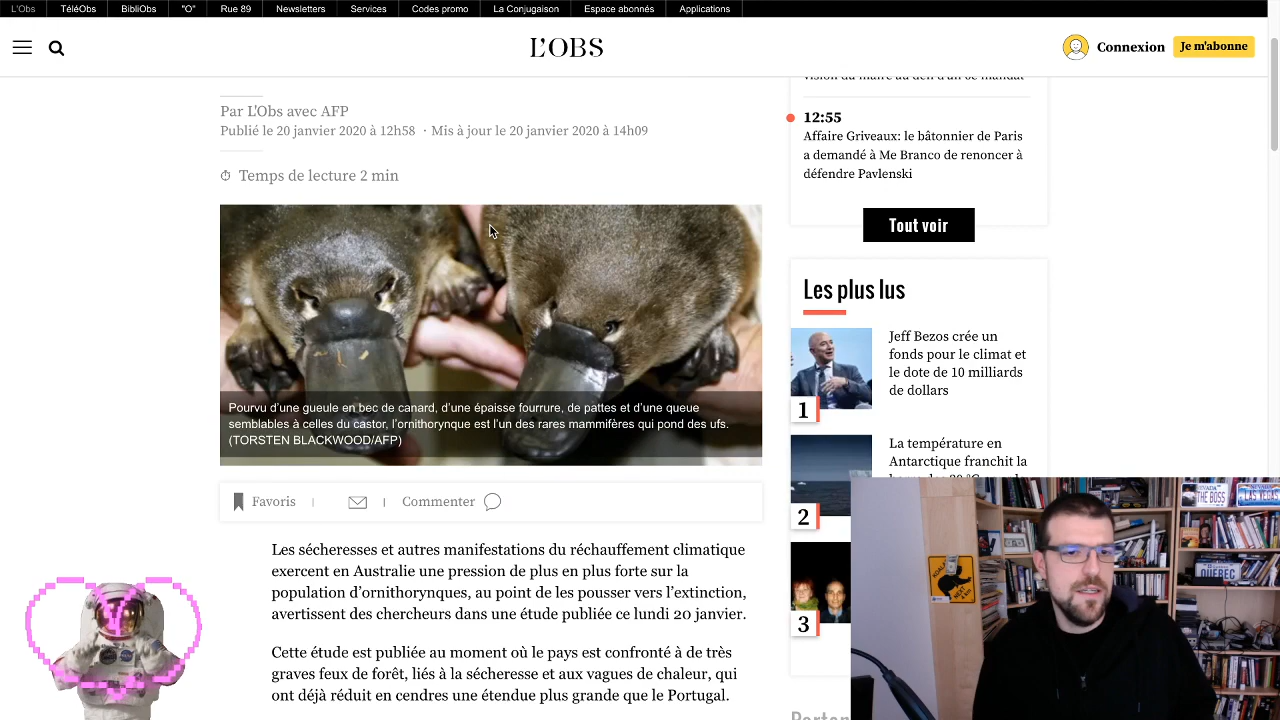 L'Obs
TéléObs
BibliObs
"O"
Rue 89
Newsletters
Services
Codes promo
La Conjugaison
Espace abonnés
Applications
L'OBS
Connexion
Je m'abonne
Par L'Obs avec AFP
Publié le 20 janvier 2020 à 12h58 · Mis à jour le 20 janvier 2020 à 14h09
Temps de lecture 2 min
Pourvu d'une gueule en bec de canard, d'une épaisse fourrure, de pattes et d'une queue
semblables à celles du castor, l'ornithorynque est l'un des rares mammifères qui pond des œufs.
(TORSTEN BLACKWOOD/AFP)
Favoris
Commenter
Les sécheresses et autres manifestations du réchauffement climatique
exercent en Australie une pression de plus en plus forte sur la
population d'ornithorynques, au point de les pousser vers l'extinction,
avertissent des chercheurs dans une étude publiée ce lundi 20 janvier.
Cette étude est publiée au moment où le pays est confronté à de très
graves feux de forêt, liés à la sécheresse et aux vagues de chaleur, qui
ont déjà réduit en cendres une étendue plus grande que le Portugal.
12:55
Affaire Griveaux: le bâtonnier de Paris
a demandé à Me Branco de renoncer à
défendre Pavlenski
Tout voir
Les plus lus
Jeff Bezos crée un
fonds pour le climat et
le dote de 10 milliards
de dollars
1
La température en
Antarctique franchit la
2
3
NEVADA
THE BOSS
LAS VEGAS
QUEBEC
NEXT